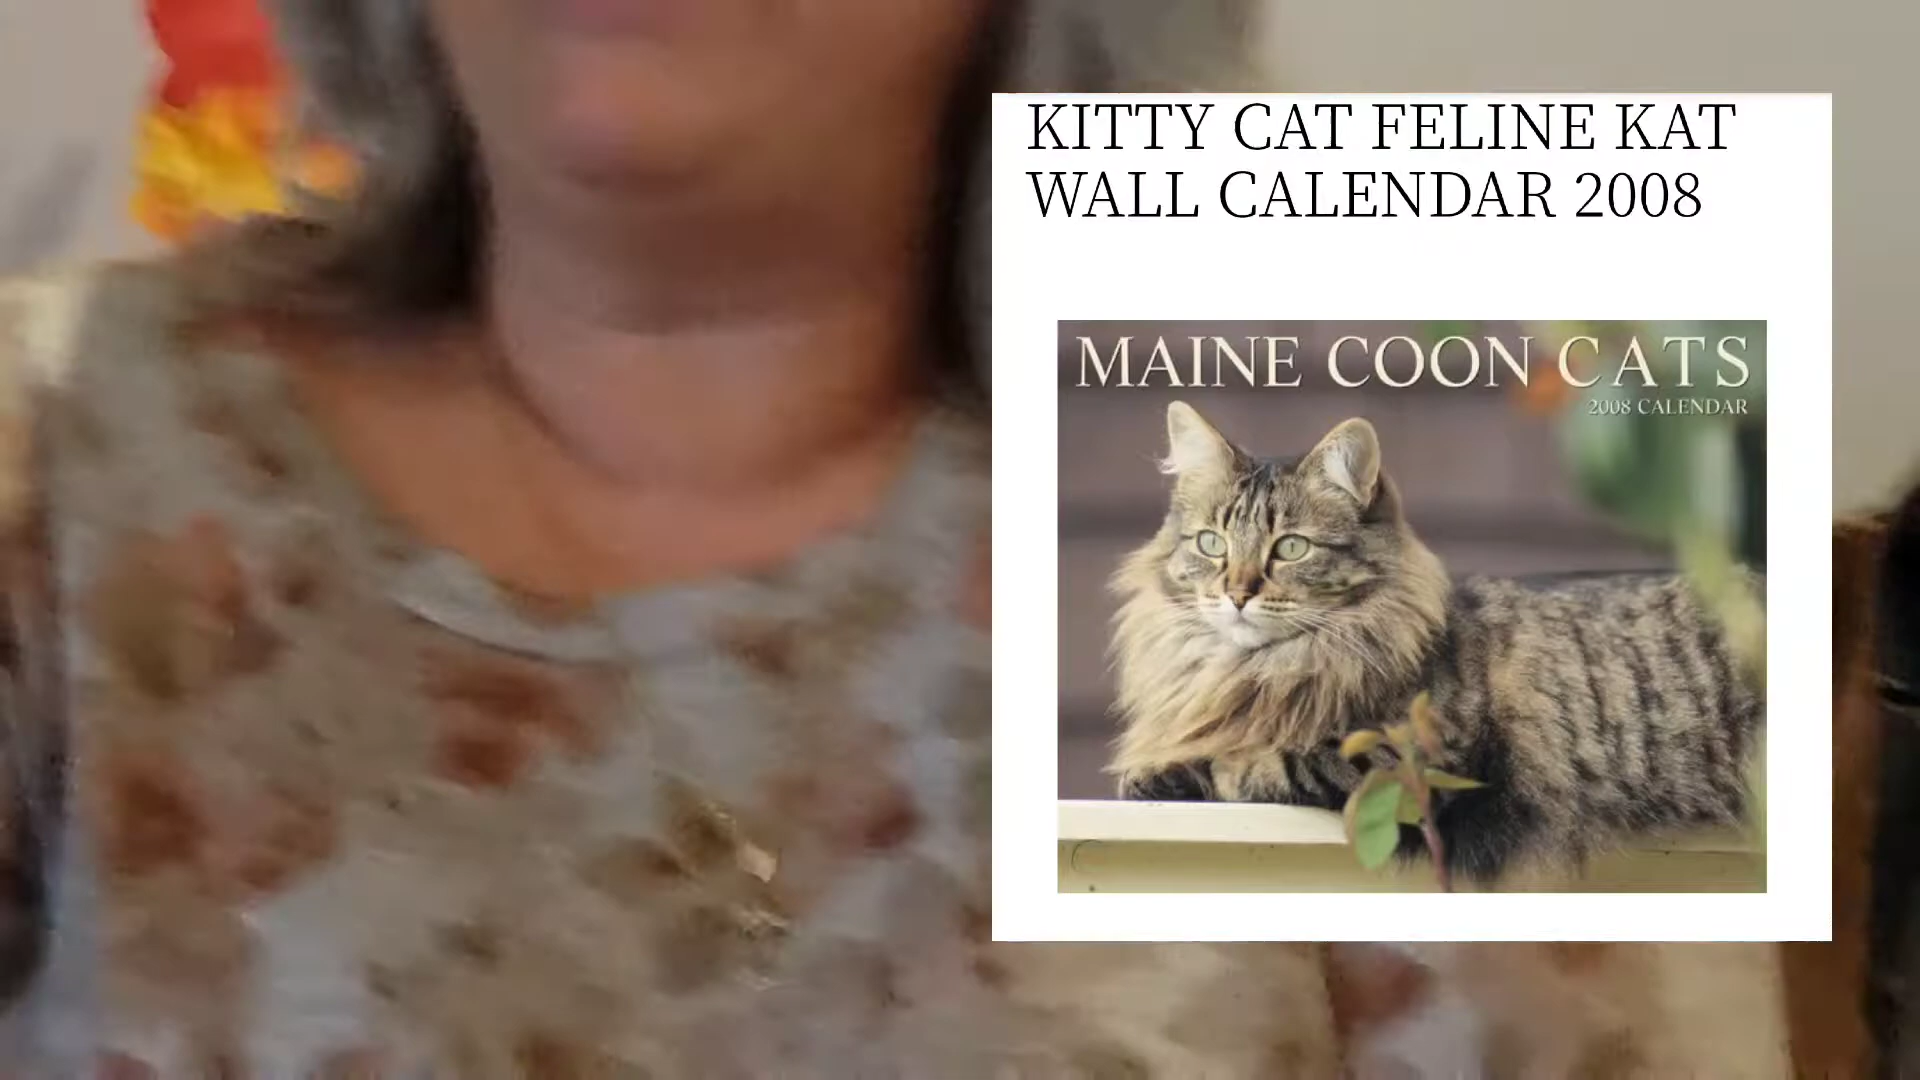 KITTY CAT FELINE KAT
WALL CALENDAR 2008
MAINE COON CATS
2008 CALENDAR